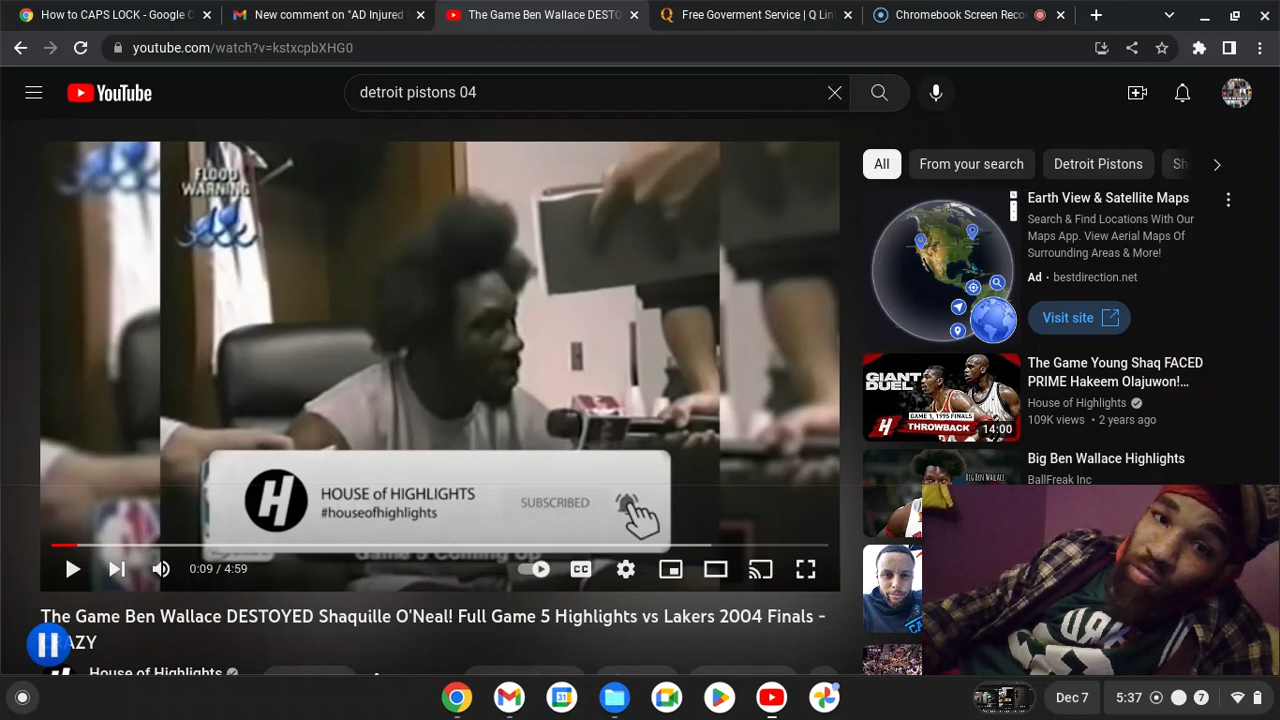 How to CAPS LOCK - Google C
New comment on "AD Injured
The Game Ben Wallace DESTO
Free Goverment Service | Q Lin
Chromebook Screen Reco
youtube.com/watch?v=kstxcpbXHG0
YouTube
detroit pistons 04
FLOOD
WARNING
All
From your search
Detroit Pistons
Sh
Earth View & Satellite Maps
Search & Find Locations With Our
Maps App. View Aerial Maps Of
Surrounding Areas & More!
Ad · bestdirection.net
Visit site
GIANT
DUEL
GAME 1, 1995 FINALS
THROWBACK
14:00
The Game Young Shaq FACED
PRIME Hakeem Olajuwon!...
House of Highlights
109K views • 2 years ago
BIG BEN WALLACE
Big Ben Wallace Highlights
BallFreak Inc
HOUSE of HIGHLIGHTS
#houseofhighlights
SUBSCRIBED
Game 5 Coming Up
0:09 / 4:59
CC
The Game Ben Wallace DESTOYED Shaquille O'Neal! Full Game 5 Highlights vs Lakers 2004 Finals -
AZY
House of Highlights
31
Dec 7
5:37
7